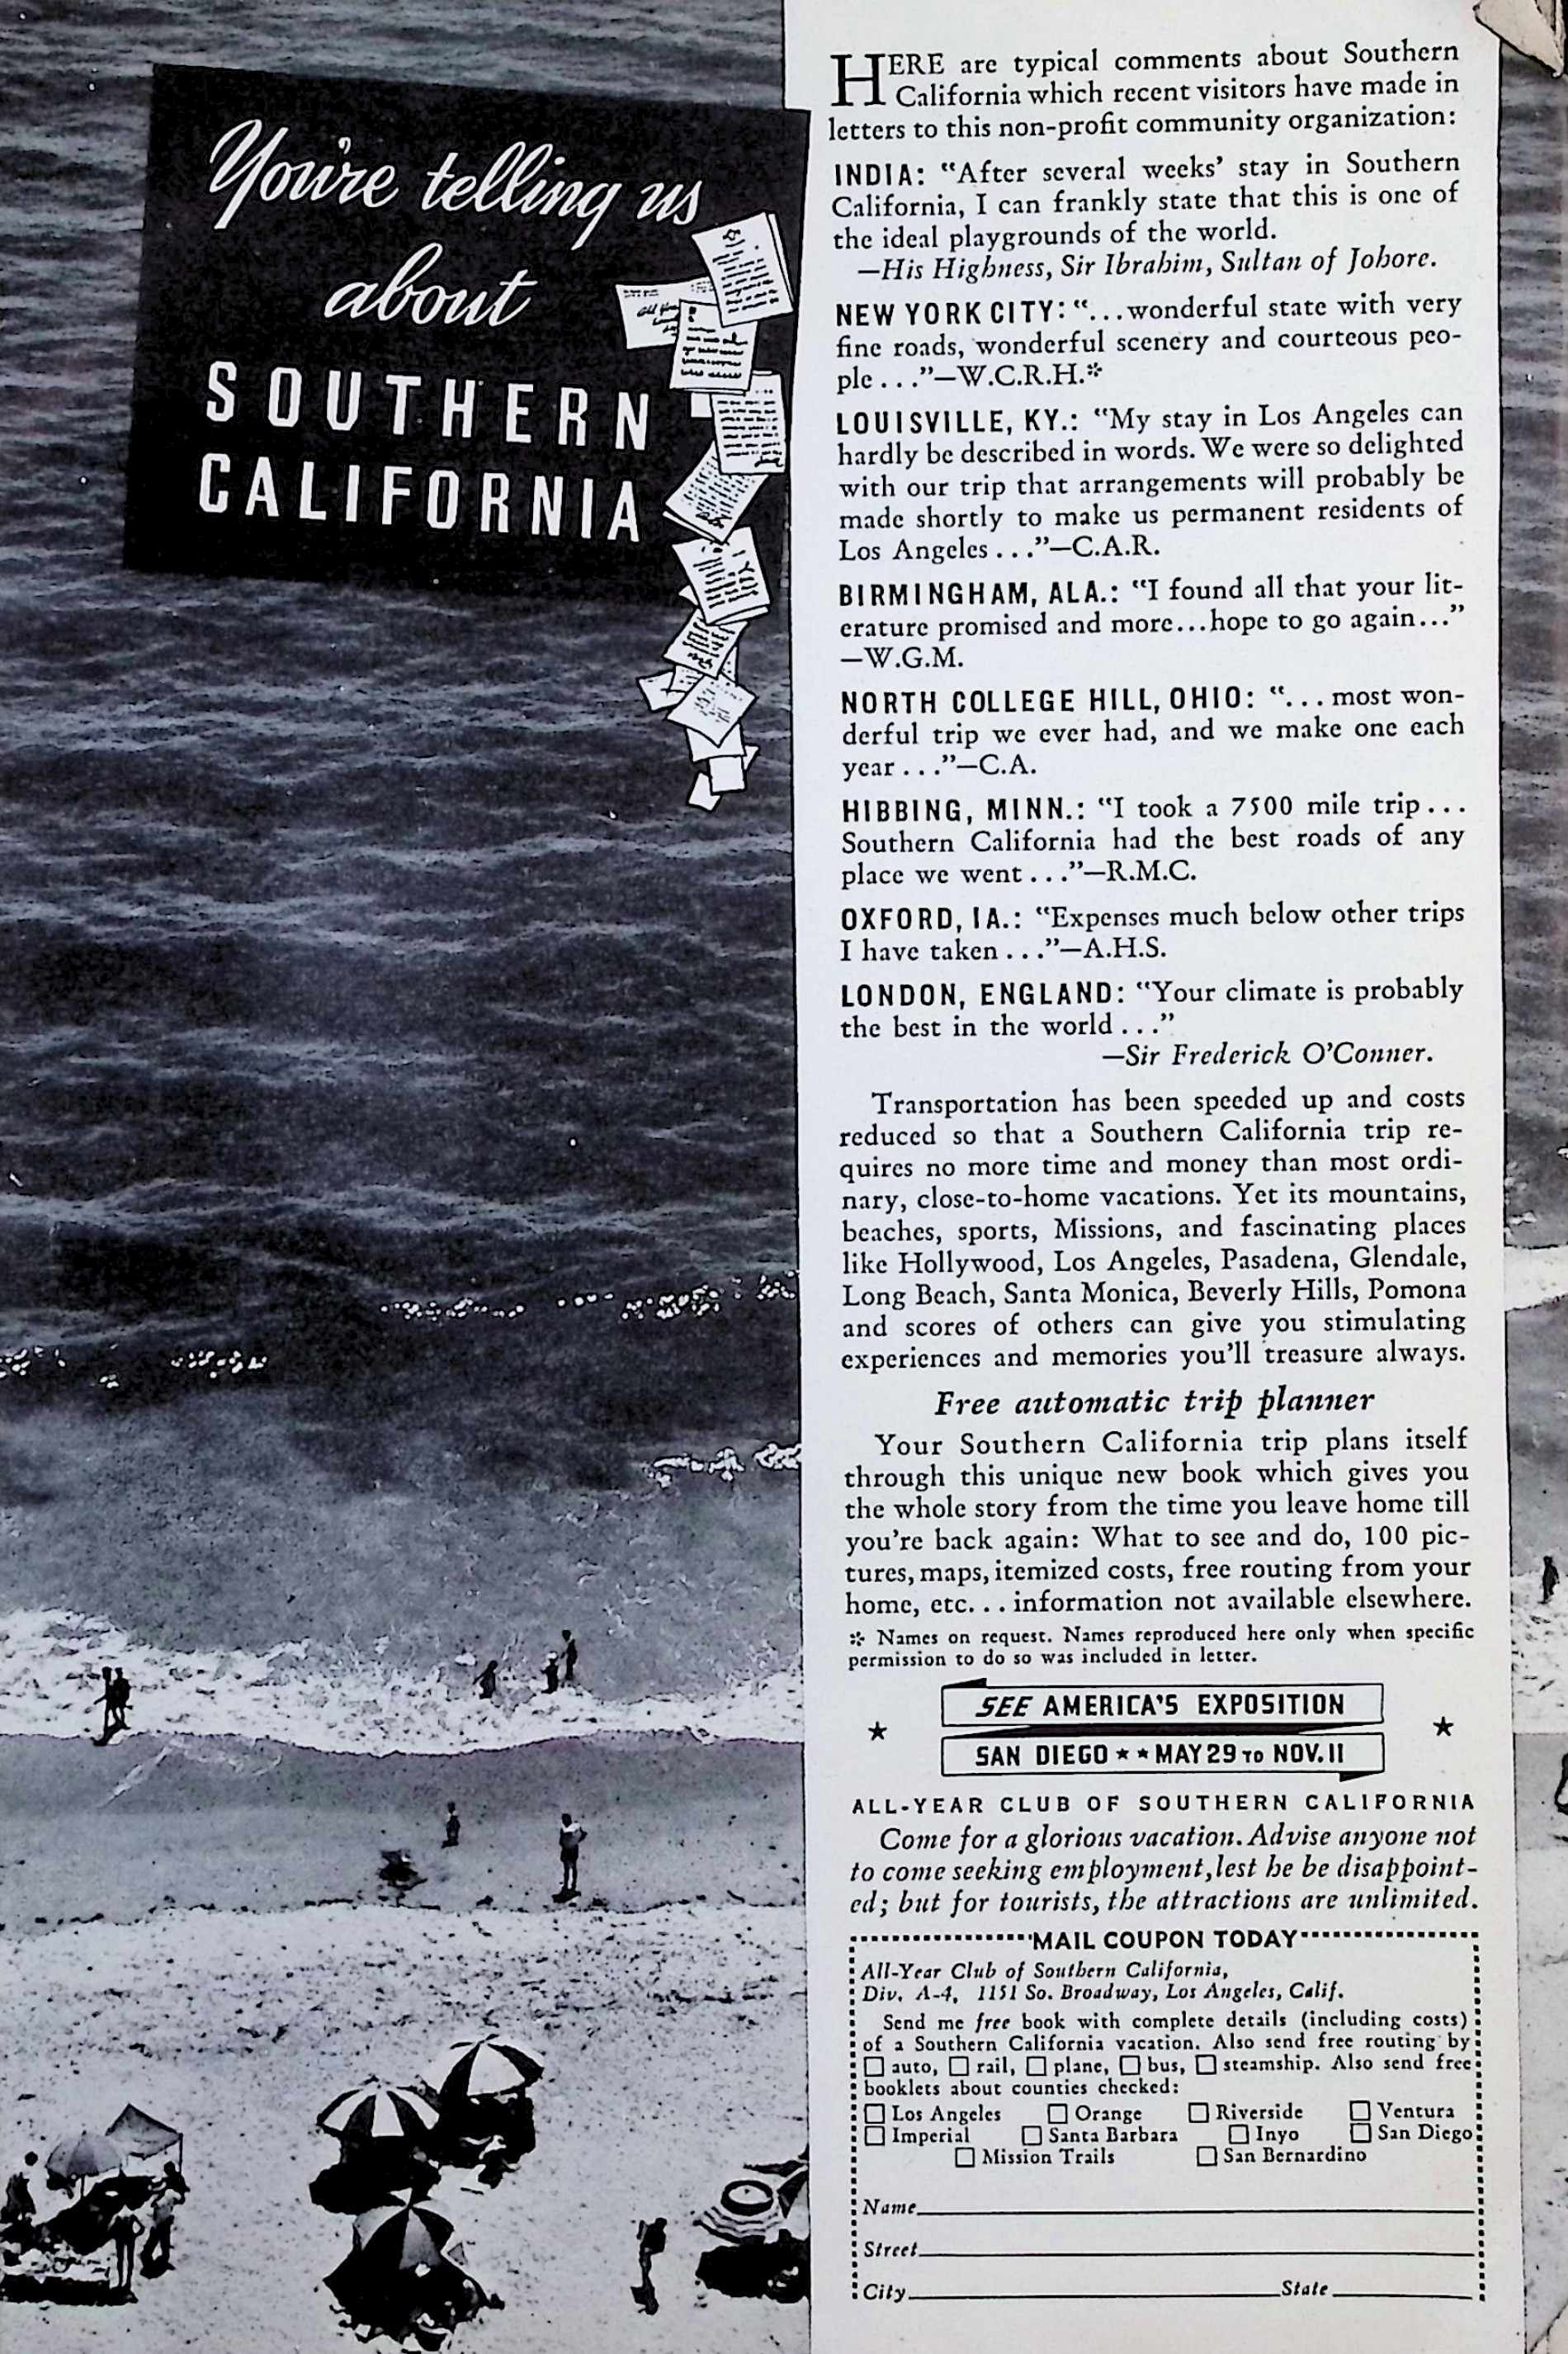 You're telling us
about
SOUTHERN
CALIFORNIA
HERE are typical comments about Southern
California which recent visitors have made in
letters to this non-profit community organization:
INDIA: "After several weeks' stay in Southern
California, I can frankly state that this is one of
the ideal playgrounds of the world.
—His Highness, Sir Ibrahim, Sultan of Johore.
NEW YORK CITY: "...wonderful state with very
fine roads, wonderful scenery and courteous peo-
ple..."—W.C.R.H.*
LOUISVILLE, KY.: "My stay in Los Angeles can
hardly be described in words. We were so delighted
with our trip that arrangements will probably be
made shortly to make us permanent residents of
Los Angeles ..."—C.A.R.
BIRMINGHAM, ALA.: "I found all that your lit-
erature promised and more...hope to go again..."
—W.G.M.
NORTH COLLEGE HILL, OHIO: "... most won-
derful trip we ever had, and we make one each
year ..."—C.A.
HIBBING, MINN.: "I took a 7500 mile trip...
Southern California had the best roads of any
place we went ..."—R.M.C.
OXFORD, IA.: "Expenses much below other trips
I have taken ..."—A.H.S.
LONDON, ENGLAND: "Your climate is probably
the best in the world ..."
—Sir Frederick O'Conner.
Transportation has been speeded up and costs
reduced so that a Southern California trip re-
quires no more time and money than most ordi-
nary, close-to-home vacations. Yet its mountains,
beaches, sports, Missions, and fascinating places
like Hollywood, Los Angeles, Pasadena, Glendale,
Long Beach, Santa Monica, Beverly Hills, Pomona
and scores of others can give you stimulating
experiences and memories you'll treasure always.
Free automatic trip planner
Your Southern California trip plans itself
through this unique new book which gives you
the whole story from the time you leave home till
you're back again: What to see and do, 100 pic-
tures, maps, itemized costs, free routing from your
home, etc... information not available elsewhere.
* Names on request. Names reproduced here only when specific
permission to do so was included in letter.
SEE AMERICA'S EXPOSITION
★ ★
SAN DIEGO ★ ★ MAY 29 TO NOV. 11
ALL-YEAR CLUB OF SOUTHERN CALIFORNIA
Come for a glorious vacation. Advise anyone not
to come seeking employment, lest he be disappoint-
ed; but for tourists, the attractions are unlimited.
MAIL COUPON TODAY
All-Year Club of Southern California,
Div. A-4, 1151 So. Broadway, Los Angeles, Calif.
Send me free book with complete details (including costs)
of a Southern California vacation. Also send free routing by
☐ auto, ☐ rail, ☐ plane, ☐ bus, ☐ steamship. Also send free
booklets about counties checked:
☐ Los Angeles ☐ Orange ☐ Riverside ☐ Ventura
☐ Imperial ☐ Santa Barbara ☐ Inyo ☐ San Diego
☐ Mission Trails ☐ San Bernardino
Name
Street
City State